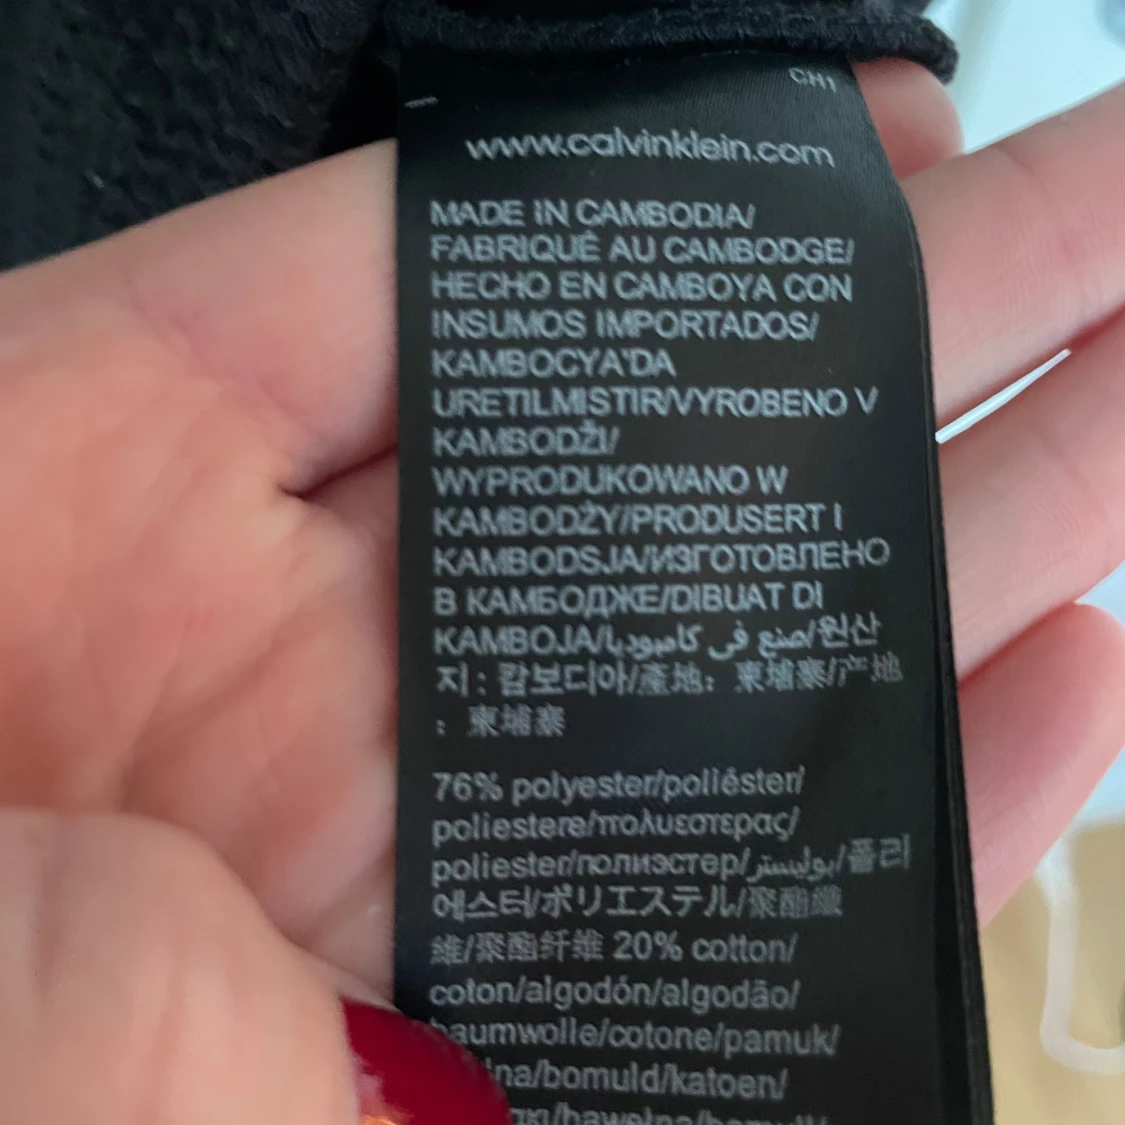 CH1
www.calvinklein.com
MADE IN CAMBODIA/
FABRIQUÉ AU CAMBODGE/
HECHO EN CAMBOYA CON
INSUMOS IMPORTADOS/
KAMBOCYA'DA
URETILMISTIR/VYROBENO V
KAMBODŽI/
WYPRODUKOWANO W
KAMBODŻY/PRODUSERT I
KAMBODSJA/ИЗГОТОВЛЕНО
В КАМБОДЖЕ/DIBUAT DI
KAMBOJA/صنع في كامبوديا/원산
지: 캄보디아/產地: 柬埔寨/产地
: 柬埔寨
76% polyester/poliéster/
poliestere/πολυεστερας/
poliester/полиэстер/بوليستر/폴리
에스터/ポリエステル/聚酯纖
維/聚酯纤维 20% cotton/
coton/algodón/algodão/
baumwolle/cotone/pamuk/
/bomuld/katoen/
/bawełna/bomull/